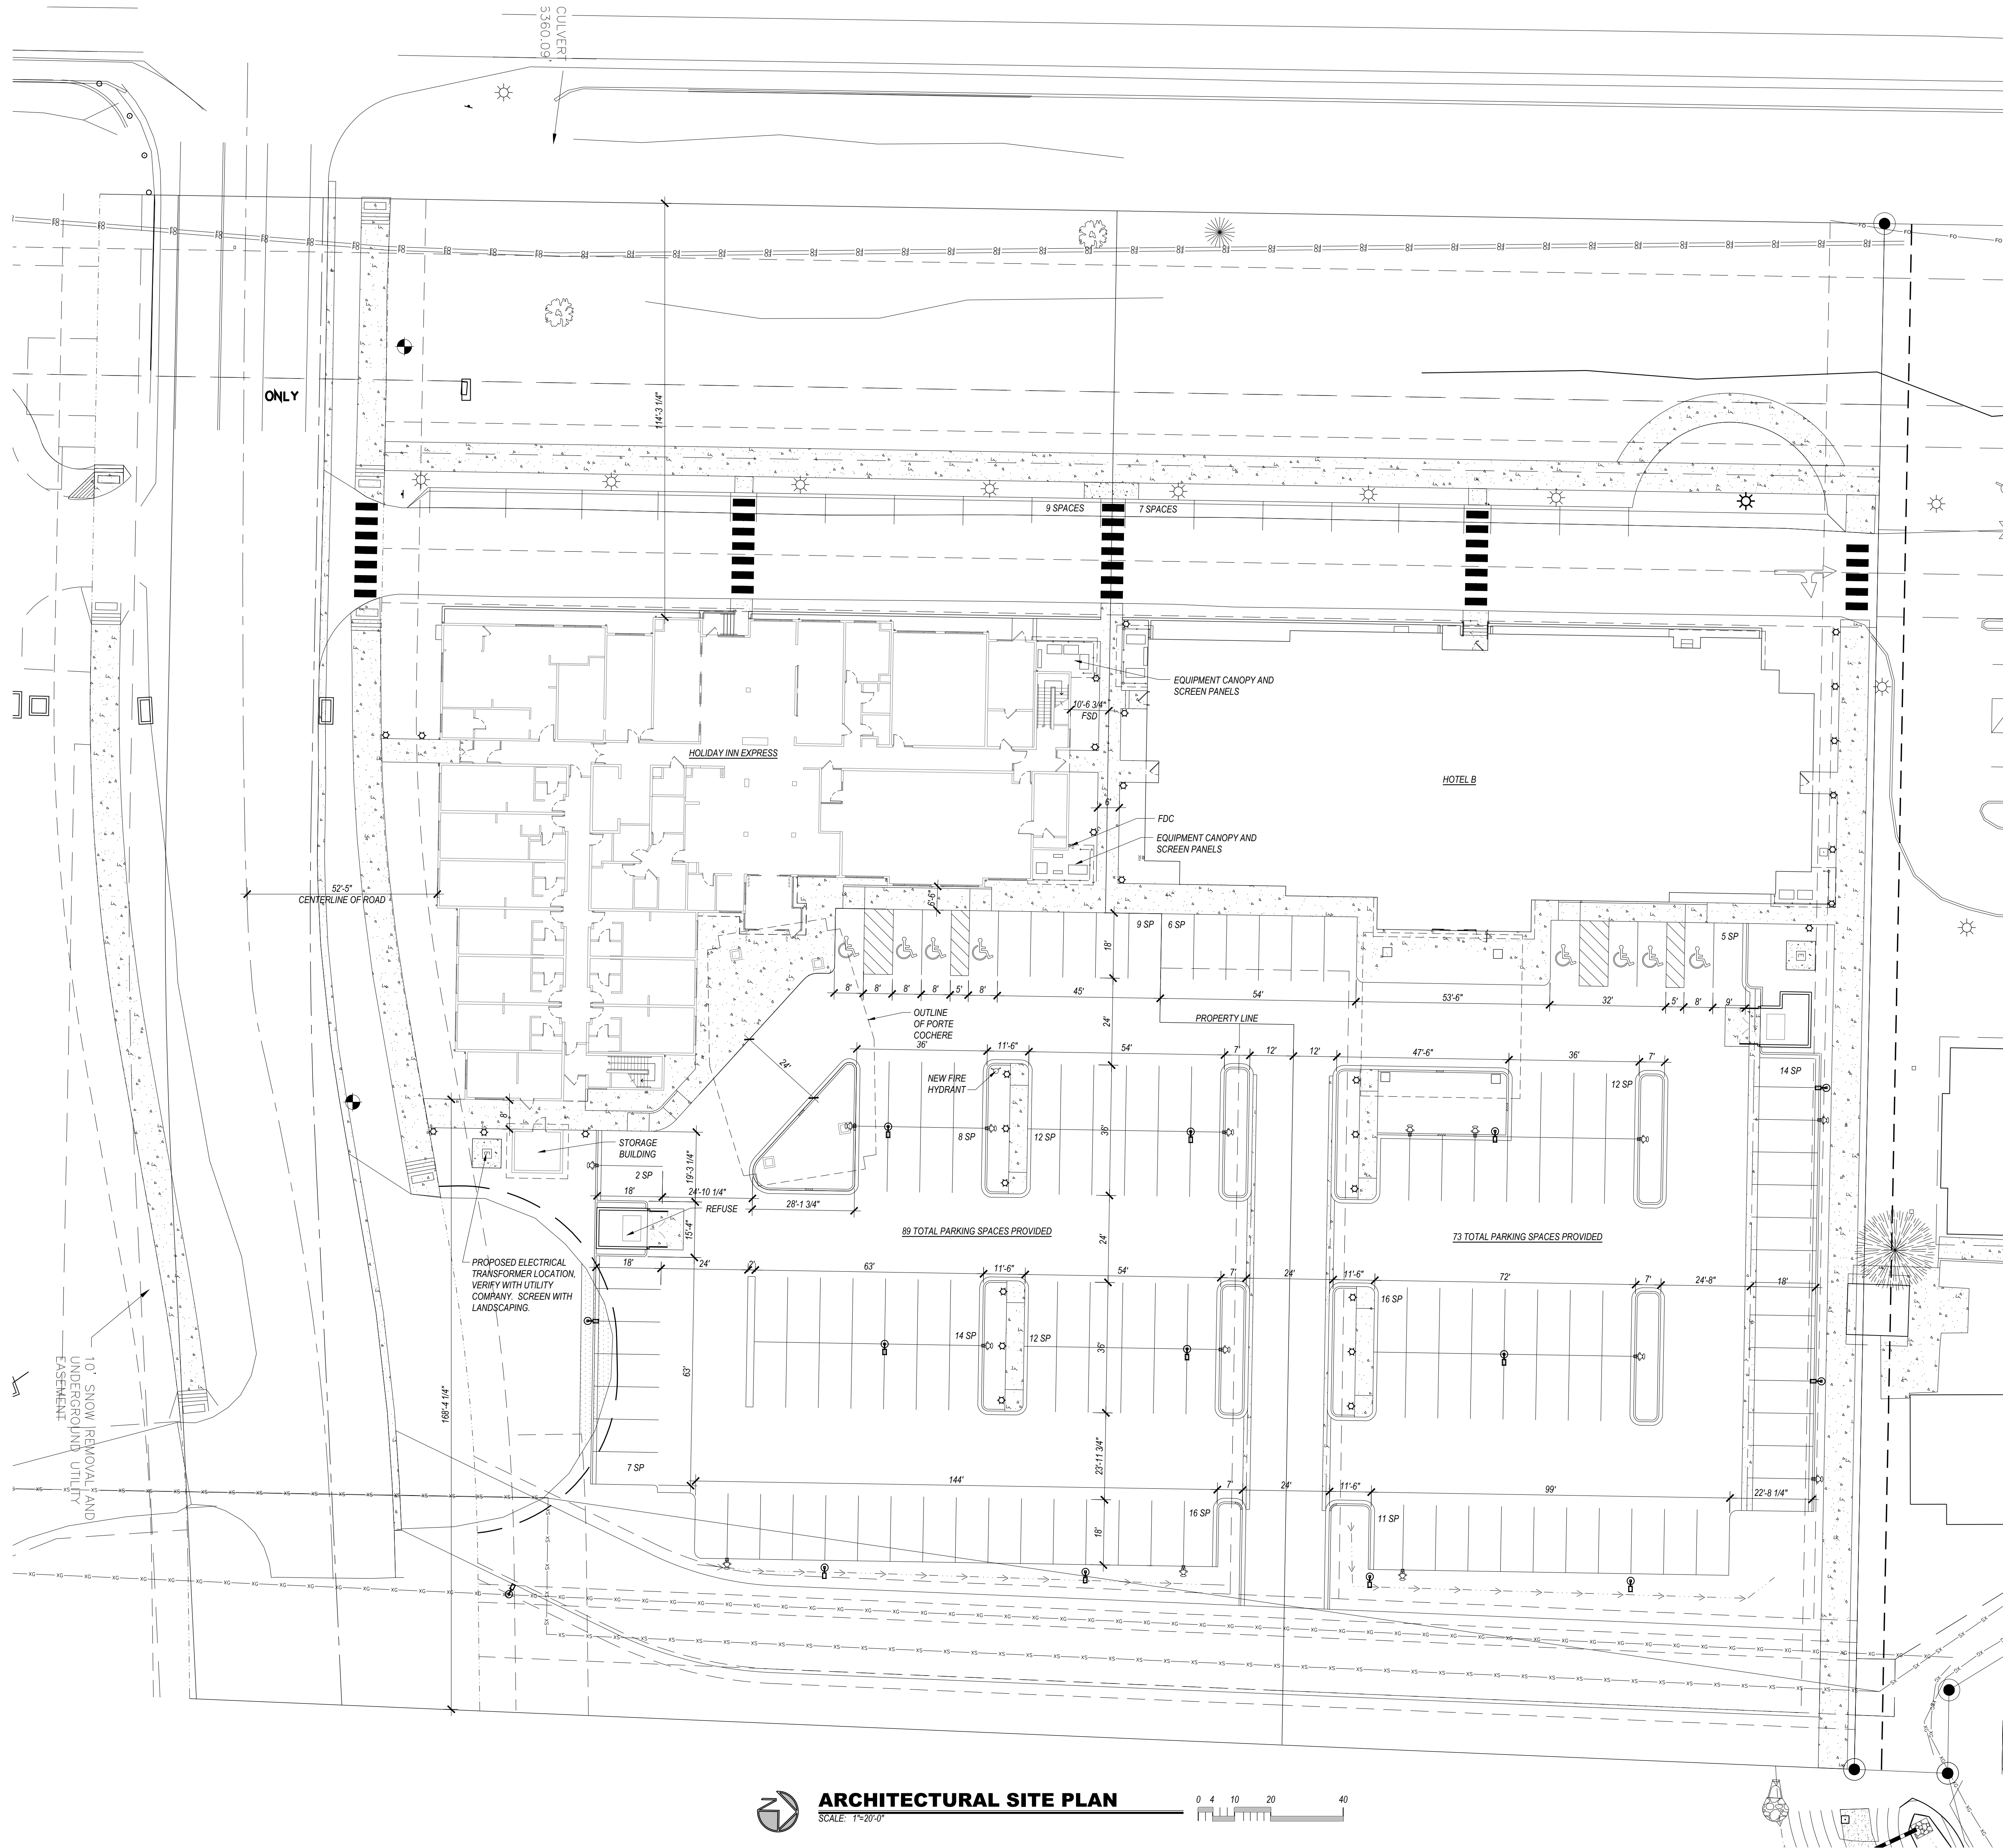 CULVERT
6360.09
ONLY
114'-3 1/4"
9 SPACES
7 SPACES
EQUIPMENT CANOPY AND
SCREEN PANELS
10'-6 3/4"
FSD
HOLIDAY INN EXPRESS
HOTEL B
6'
FDC
EQUIPMENT CANOPY AND
SCREEN PANELS
52'-5"
CENTERLINE OF ROAD
6'-6"
9 SP
6 SP
5 SP
18'
8'
8'
8'
8'
5'
8'
45'
54'
53'-6"
32'
5'
8'
9'
OUTLINE
OF PORTE
COCHERE
24'
PROPERTY LINE
36'
11'-6"
54'
7'
12'
12'
47'-6"
36'
7'
24'
NEW FIRE
HYDRANT
12 SP
14 SP
8'
STORAGE
BUILDING
8 SP
12 SP
36'
2 SP
19'-3 1/4"
18'
24'-10 1/4"
28'-1 3/4"
REFUSE
15'-4"
89 TOTAL PARKING SPACES PROVIDED
73 TOTAL PARKING SPACES PROVIDED
24'
PROPOSED ELECTRICAL
TRANSFORMER LOCATION,
VERIFY WITH UTILITY
COMPANY. SCREEN WITH
LANDSCAPING.
18'
24'
2'
63'
11'-6"
54'
7'
24'
11'-6"
72'
7'
24'-8"
18'
16 SP
14 SP
12 SP
36'
63'
10' SNOW REMOVAL AND
UNDERGROUND UTILITY
EASEMENT
168'-4 1/4"
23'-11 3/4"
7 SP
144'
7'
24'
11'-6"
99'
22'-8 1/4"
16 SP
11 SP
18'
ARCHITECTURAL SITE PLAN
SCALE: 1"=20'-0"
0 4 10 20 40